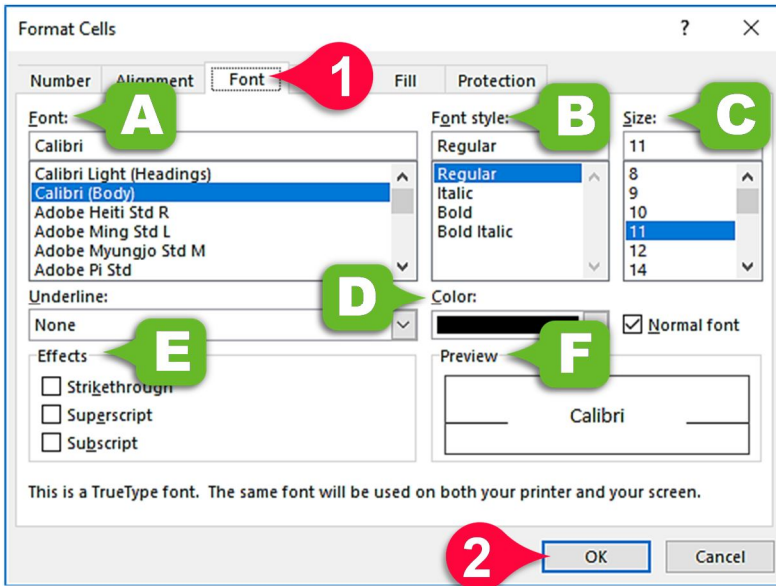 Format Cells ? ×
Number Alignment Font 1 Fill Protection
Font: A
Font style: B
Size: C
Calibri
Regular
11
Calibri Light (Headings)
Calibri (Body)
Adobe Heiti Std R
Adobe Ming Std L
Adobe Myungjo Std M
Adobe Pi Std
Regular
Italic
Bold
Bold Italic
8
9
10
11
12
14
Underline:
None
D Color:
Normal font
Effects E
Strikethrough
Superscript
Subscript
Preview F
Calibri
This is a TrueType font. The same font will be used on both your printer and your screen.
2 OK Cancel